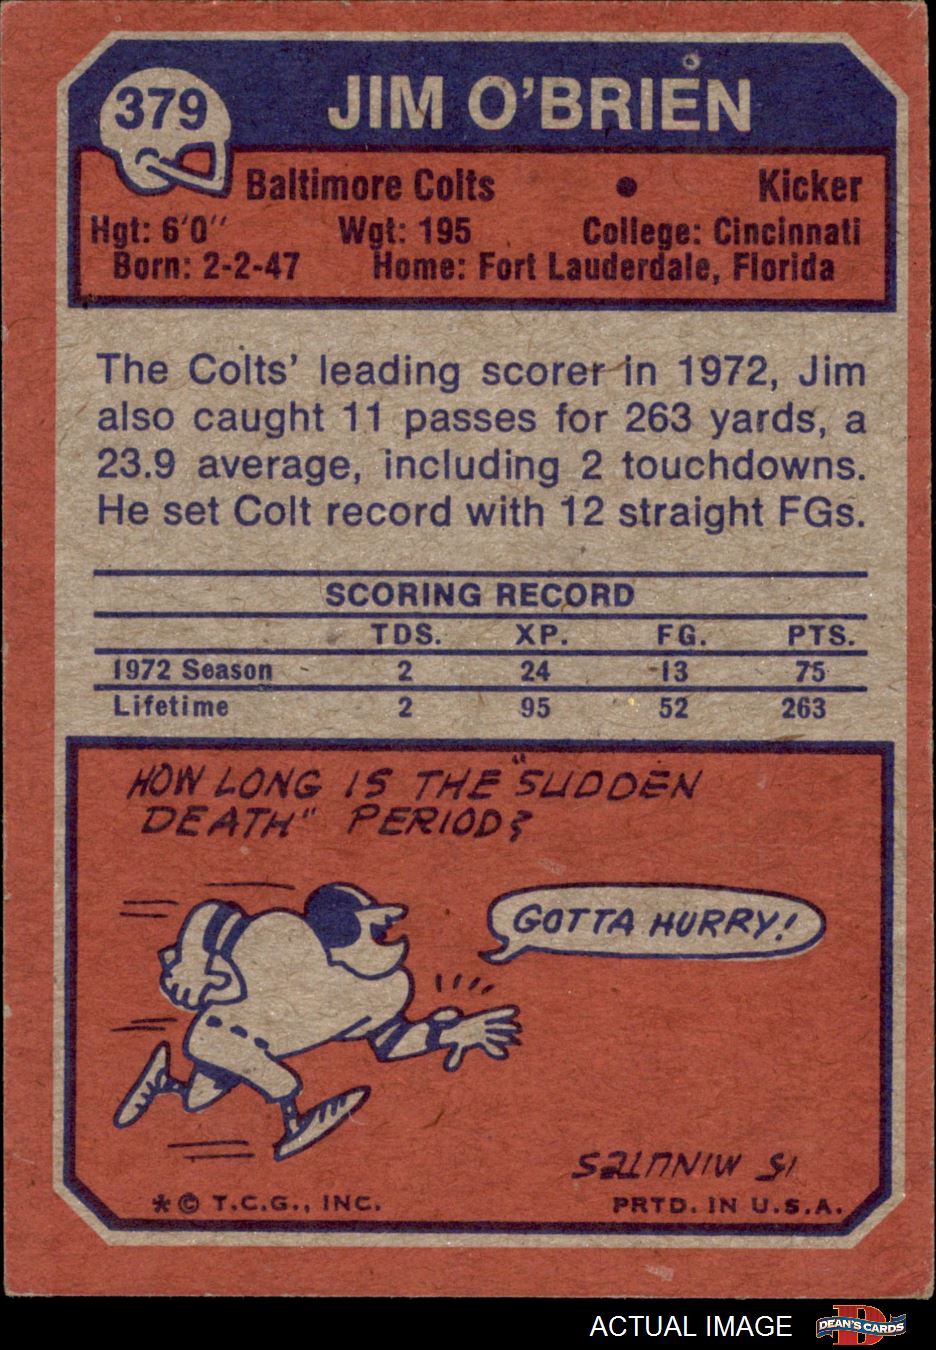 379
JIM O'BRIEN
Baltimore Colts • Kicker
Hgt: 6'0'' Wgt: 195 College: Cincinnati
Born: 2-2-47 Home: Fort Lauderdale, Florida
The Colts' leading scorer in 1972, Jim
also caught 11 passes for 263 yards, a
23.9 average, including 2 touchdowns.
He set Colt record with 12 straight FGs.
SCORING RECORD
TDS. XP. FG. PTS.
1972 Season 2 24 13 75
Lifetime 2 95 52 263
HOW LONG IS THE "SUDDEN
DEATH" PERIOD?
GOTTA HURRY!
15 MINUTES
*© T.C.G., INC. PRTD. IN U.S.A.
ACTUAL IMAGE
DEAN'S CARDS